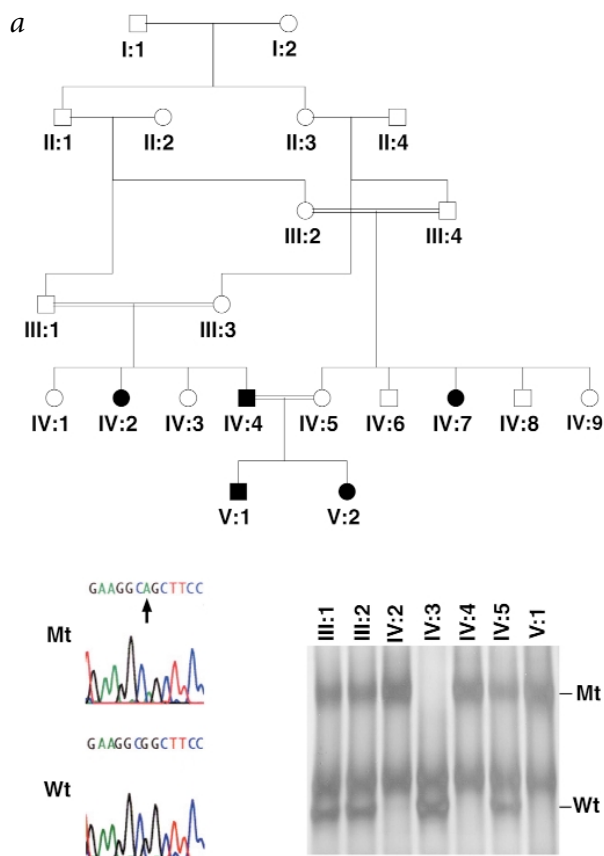 a
I:1 I:2
II:1 II:2 II:3 II:4
III:2 III:4
III:1 III:3
IV:1 IV:2 IV:3 IV:4 IV:5 IV:6 IV:7 IV:8 IV:9
V:1 V:2
GAAGGCAGCTTCC
Mt
GAAGGCGGCTTCC
Wt
III:1 III:2 IV:2 IV:3 IV:4 IV:5 V:1
Mt
Wt